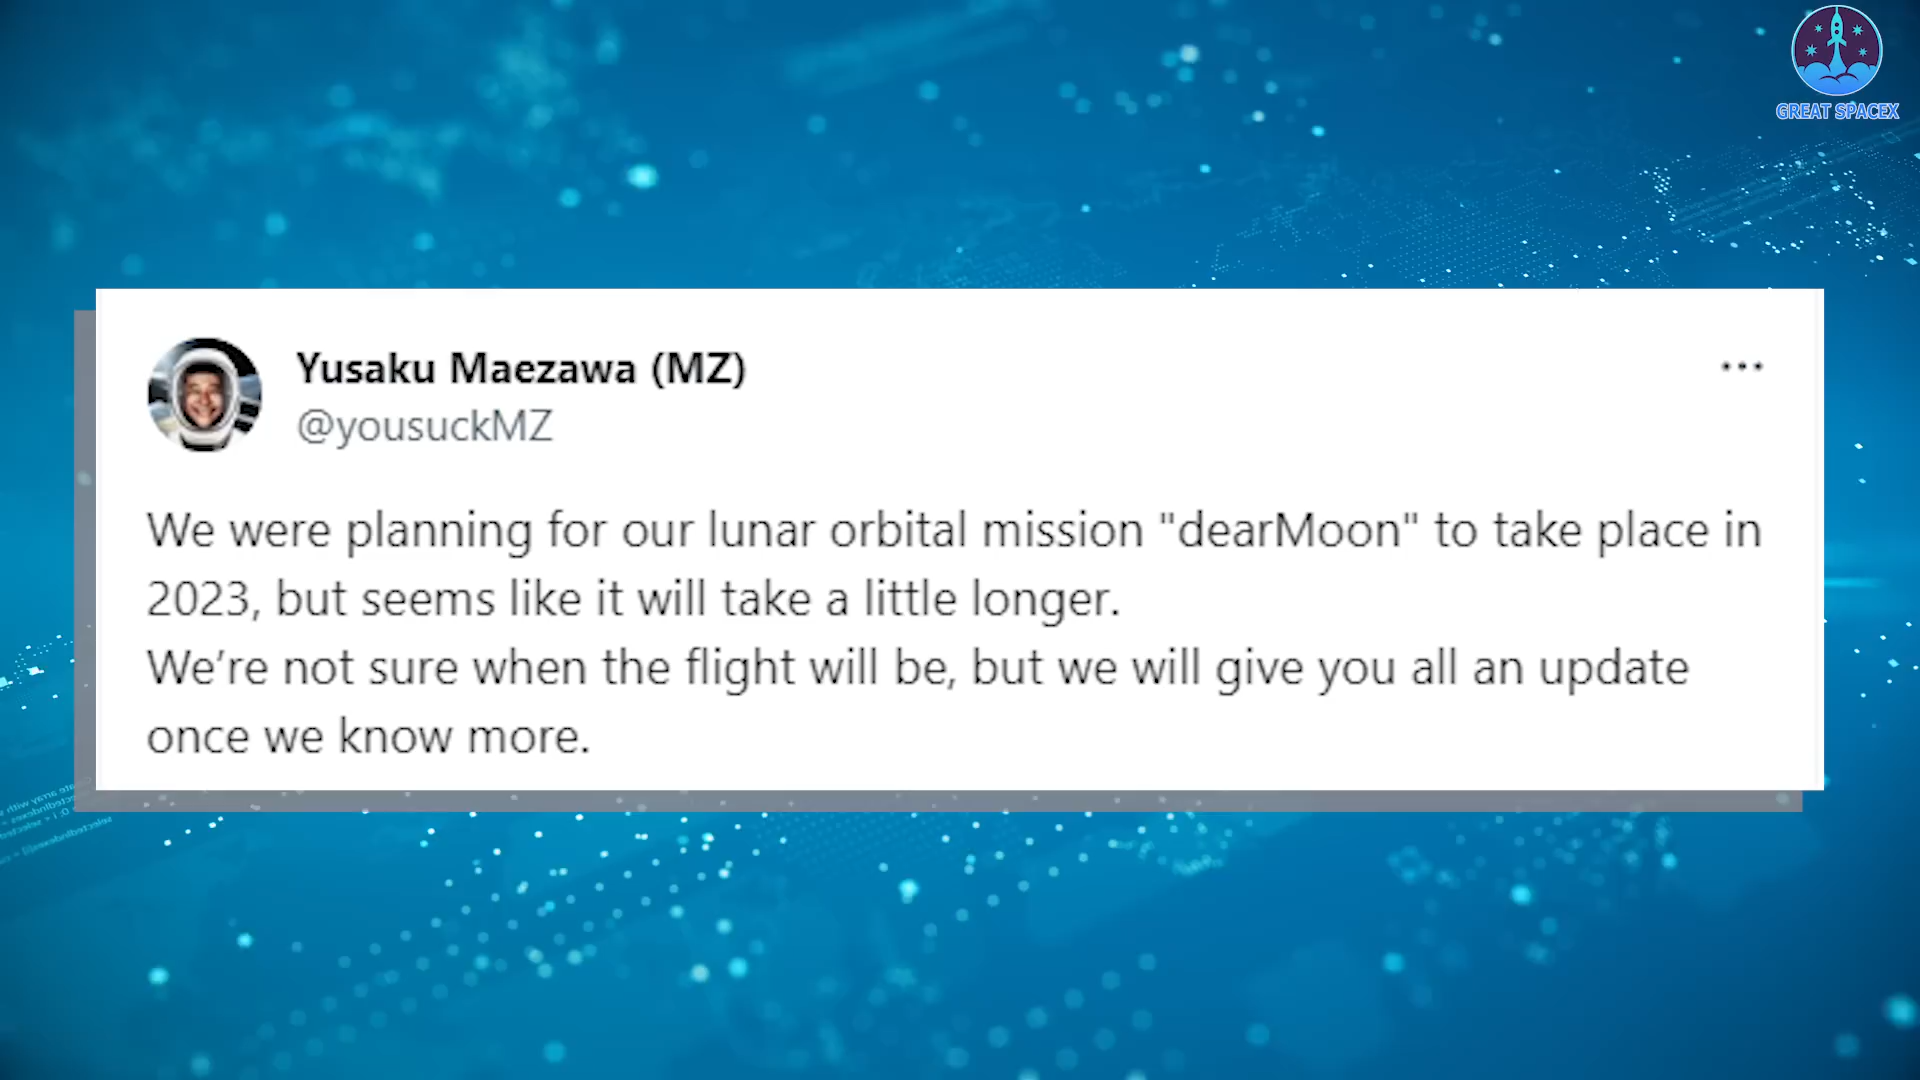 GREAT SPACEX
Yusaku Maezawa (MZ)
@yousuckMZ
We were planning for our lunar orbital mission "dearMoon" to take place in
2023, but seems like it will take a little longer.
We’re not sure when the flight will be, but we will give you all an update
once we know more.